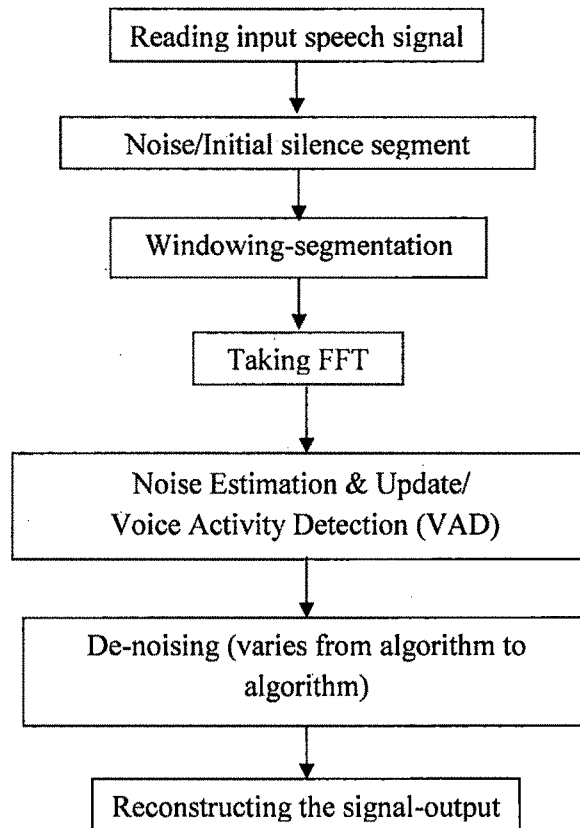 Reading input speech signal
Noise/Initial silence segment
Windowing-segmentation
Taking FFT
Noise Estimation & Update/
Voice Activity Detection (VAD)
De-noising (varies from algorithm to
algorithm)
Reconstructing the signal-output